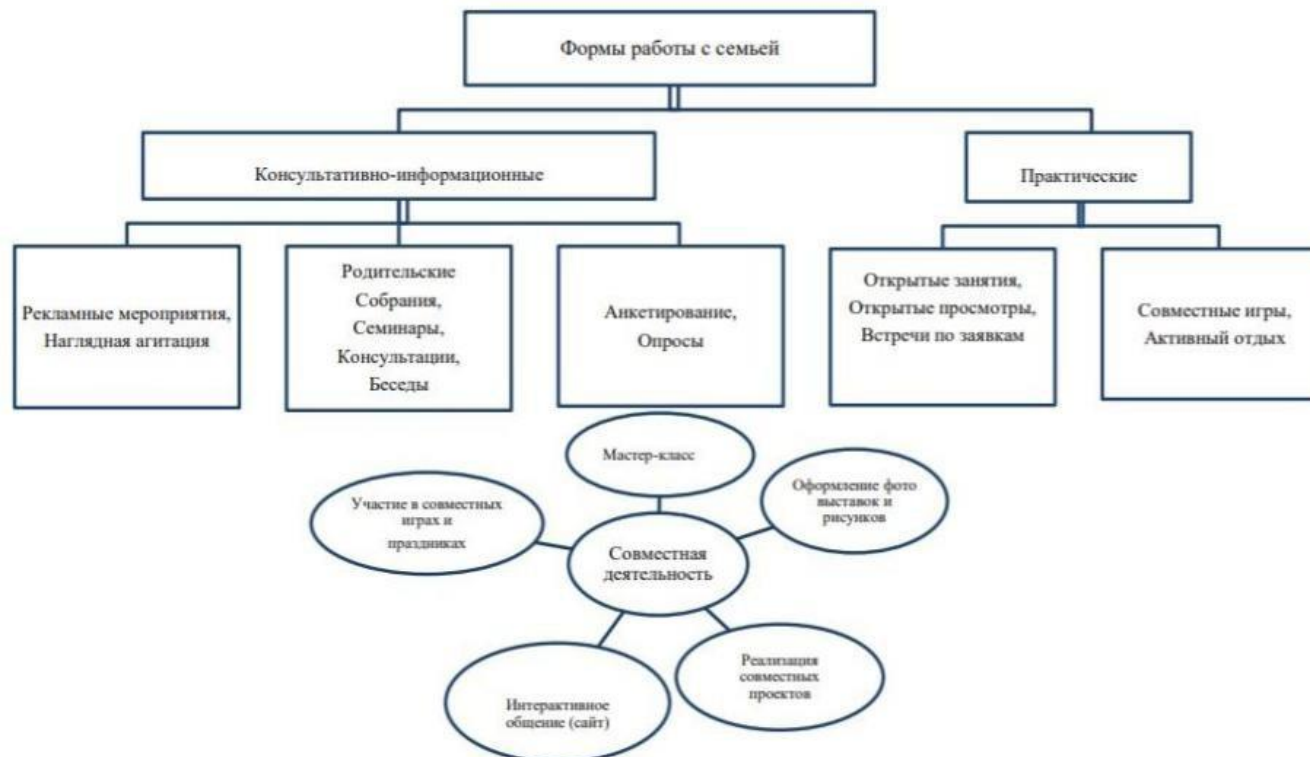 Формы работы с семьей
Консультативно-информационные
Практические
Рекламные мероприятия,
Наглядная агитация
Родительские
Собрания,
Семинары,
Консультации,
Беседы
Анкетирование,
Опросы
Открытые занятия,
Открытые просмотры,
Встречи по заявкам
Совместные игры,
Активный отдых
Мастер-класс
Участие в совместных
играх и
праздниках
Оформление фото
выставок и
рисунков
Совместная
деятельность
Интерактивное
общение (сайт)
Реализация
совместных
проектов